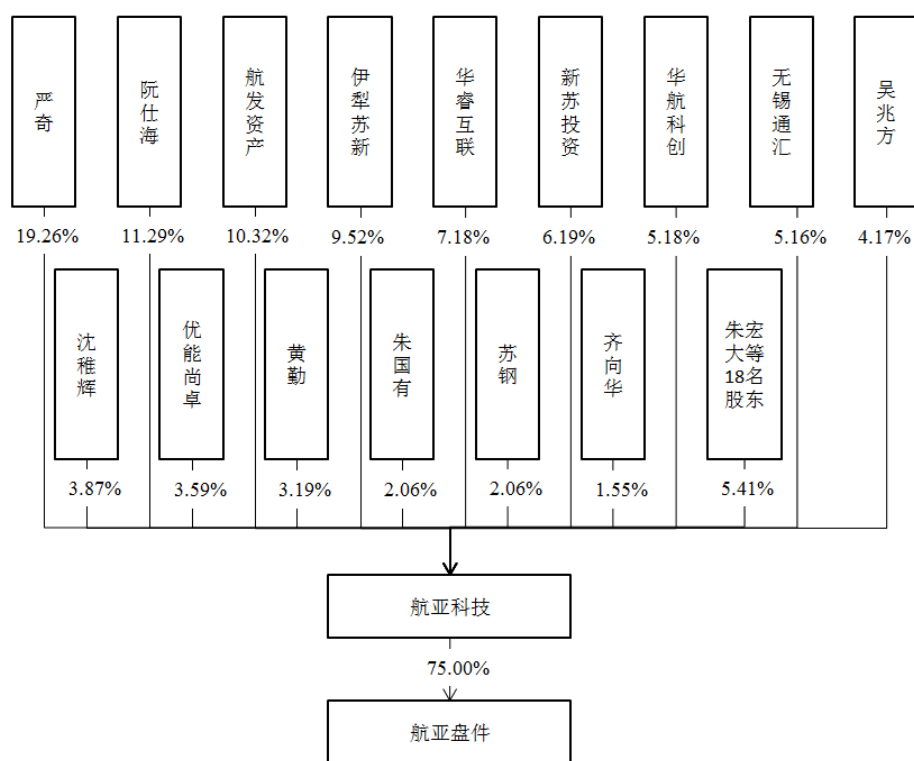 严奇
阮仕海
航发资产
伊犁苏新
华睿互联
新苏投资
华航科创
无锡通汇
吴兆方
19.26%
11.29%
10.32%
9.52%
7.18%
6.19%
5.18%
5.16%
4.17%
沈稚辉
优能尚卓
黄勤
朱国有
苏钢
齐向华
朱宏
大等
18名
股东
3.87%
3.59%
3.19%
2.06%
2.06%
1.55%
5.41%
航亚科技
75.00%
航亚盘件